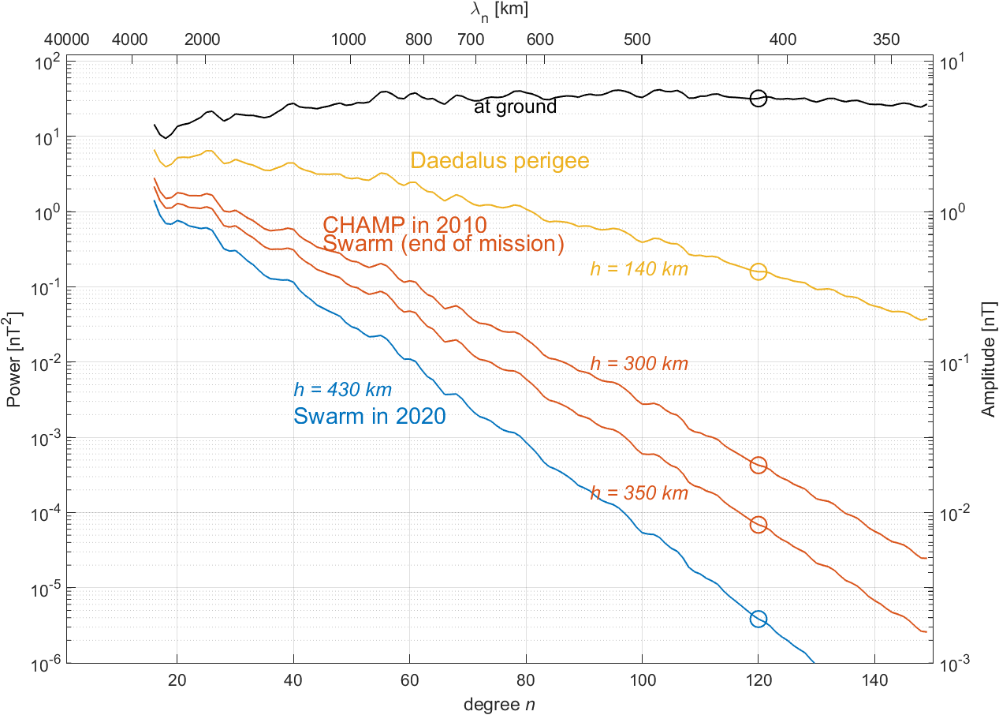 λn [km]
40000 4000 2000 1000 800 700 600 500 400 350
10^2 10^1
at ground
10^1
Daedalus perigee
10^0 10^0
CHAMP in 2010
Swarm (end of mission)
h = 140 km
10^-1
Power [nT^2] Amplitude [nT]
10^-2 10^-1
h = 300 km
h = 430 km
Swarm in 2020
10^-3
h = 350 km
10^-4 10^-2
10^-5
10^-6 10^-3
20 40 60 80 100 120 140
degree n